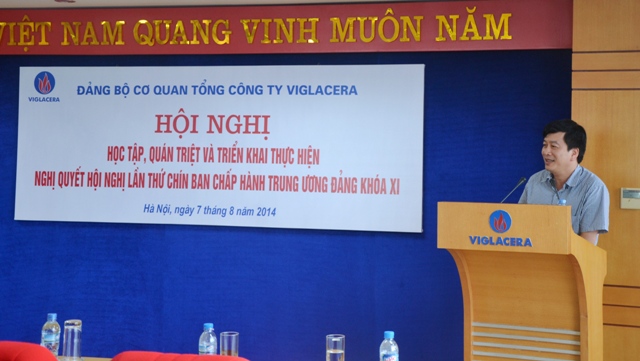 VIỆT NAM QUANG VINH MUÔN NĂM
VIGLACERA
ĐẢNG BỘ CƠ QUAN TỔNG CÔNG TY VIGLACERA
HỘI NGHỊ
HỌC TẬP, QUÁN TRIỆT VÀ TRIỂN KHAI THỰC HIỆN
NGHỊ QUYẾT HỘI NGHỊ LẦN THỨ CHÍN BAN CHẤP HÀNH TRUNG ƯƠNG ĐẢNG KHÓA XI
Hà Nội, ngày 7 tháng 8 năm 2014
VIGLACERA